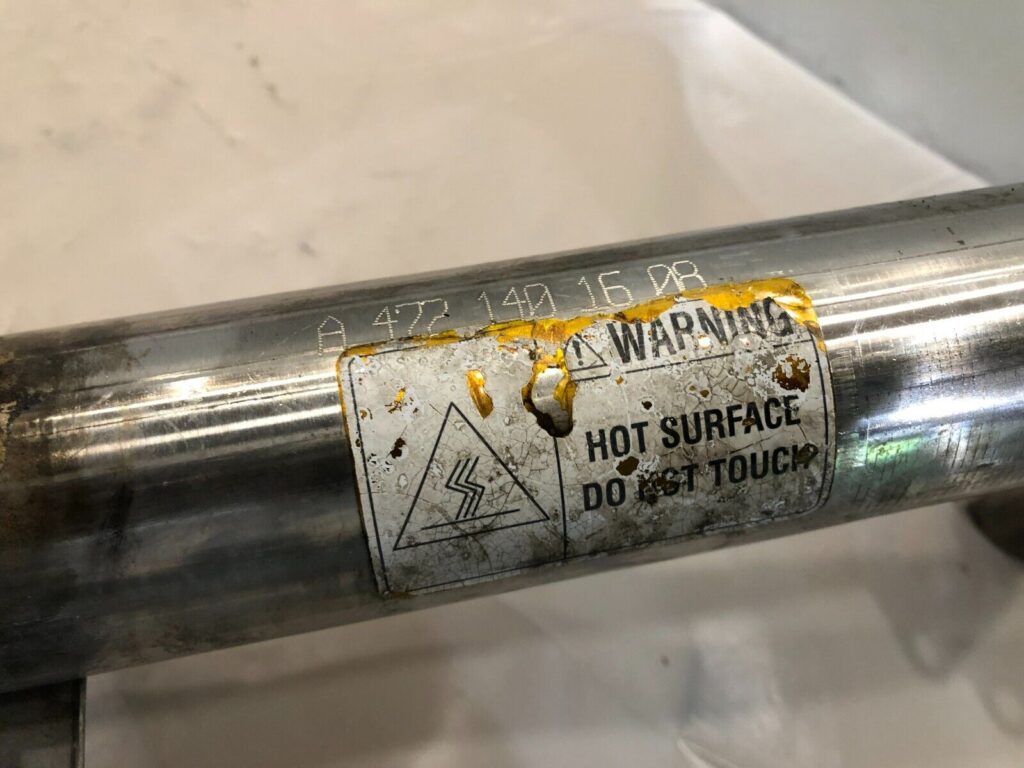 A 472 140 16 08
WARNING
HOT SURFACE
DO NOT TOUCH